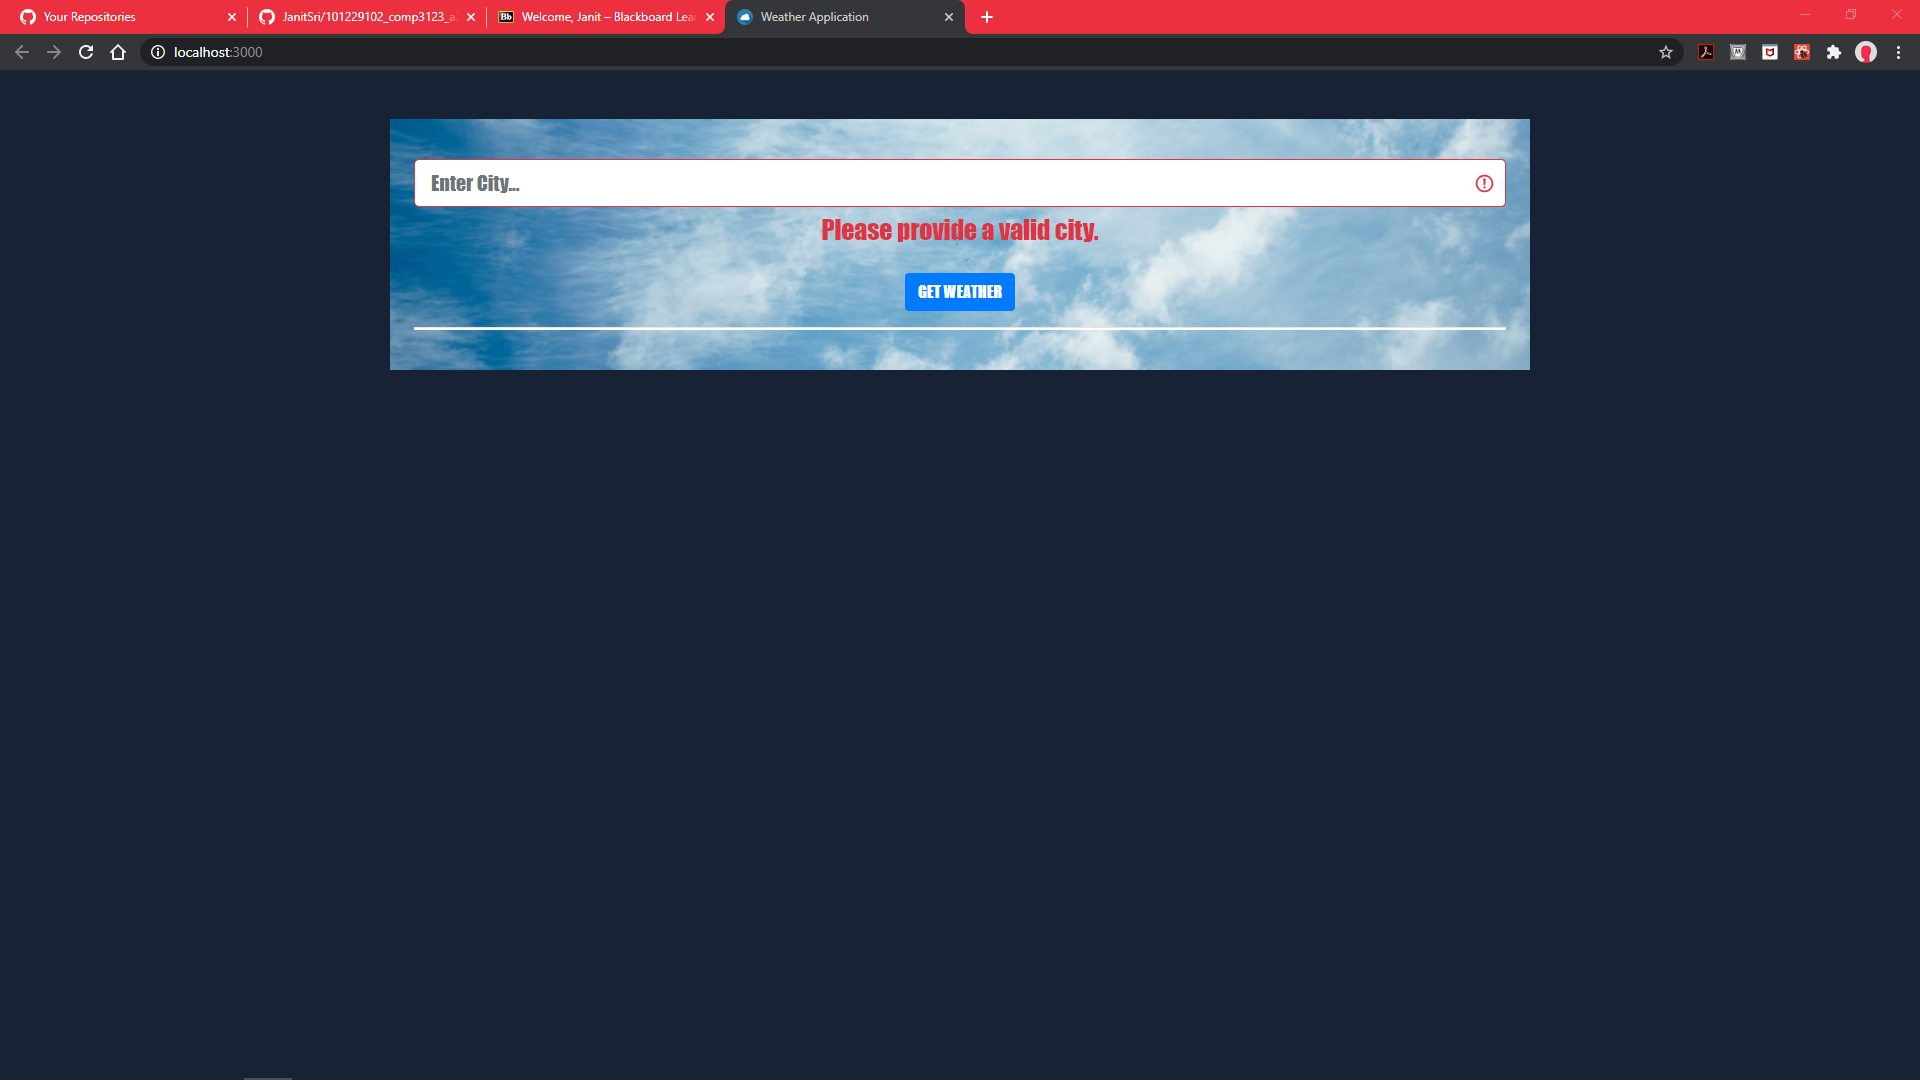 Your Repositories
JanitSri/101229102_comp3123_a
Bb
Welcome, Janit – Blackboard Lea
Weather Application
localhost:3000
Enter City...
Please provide a valid city.
GET WEATHER